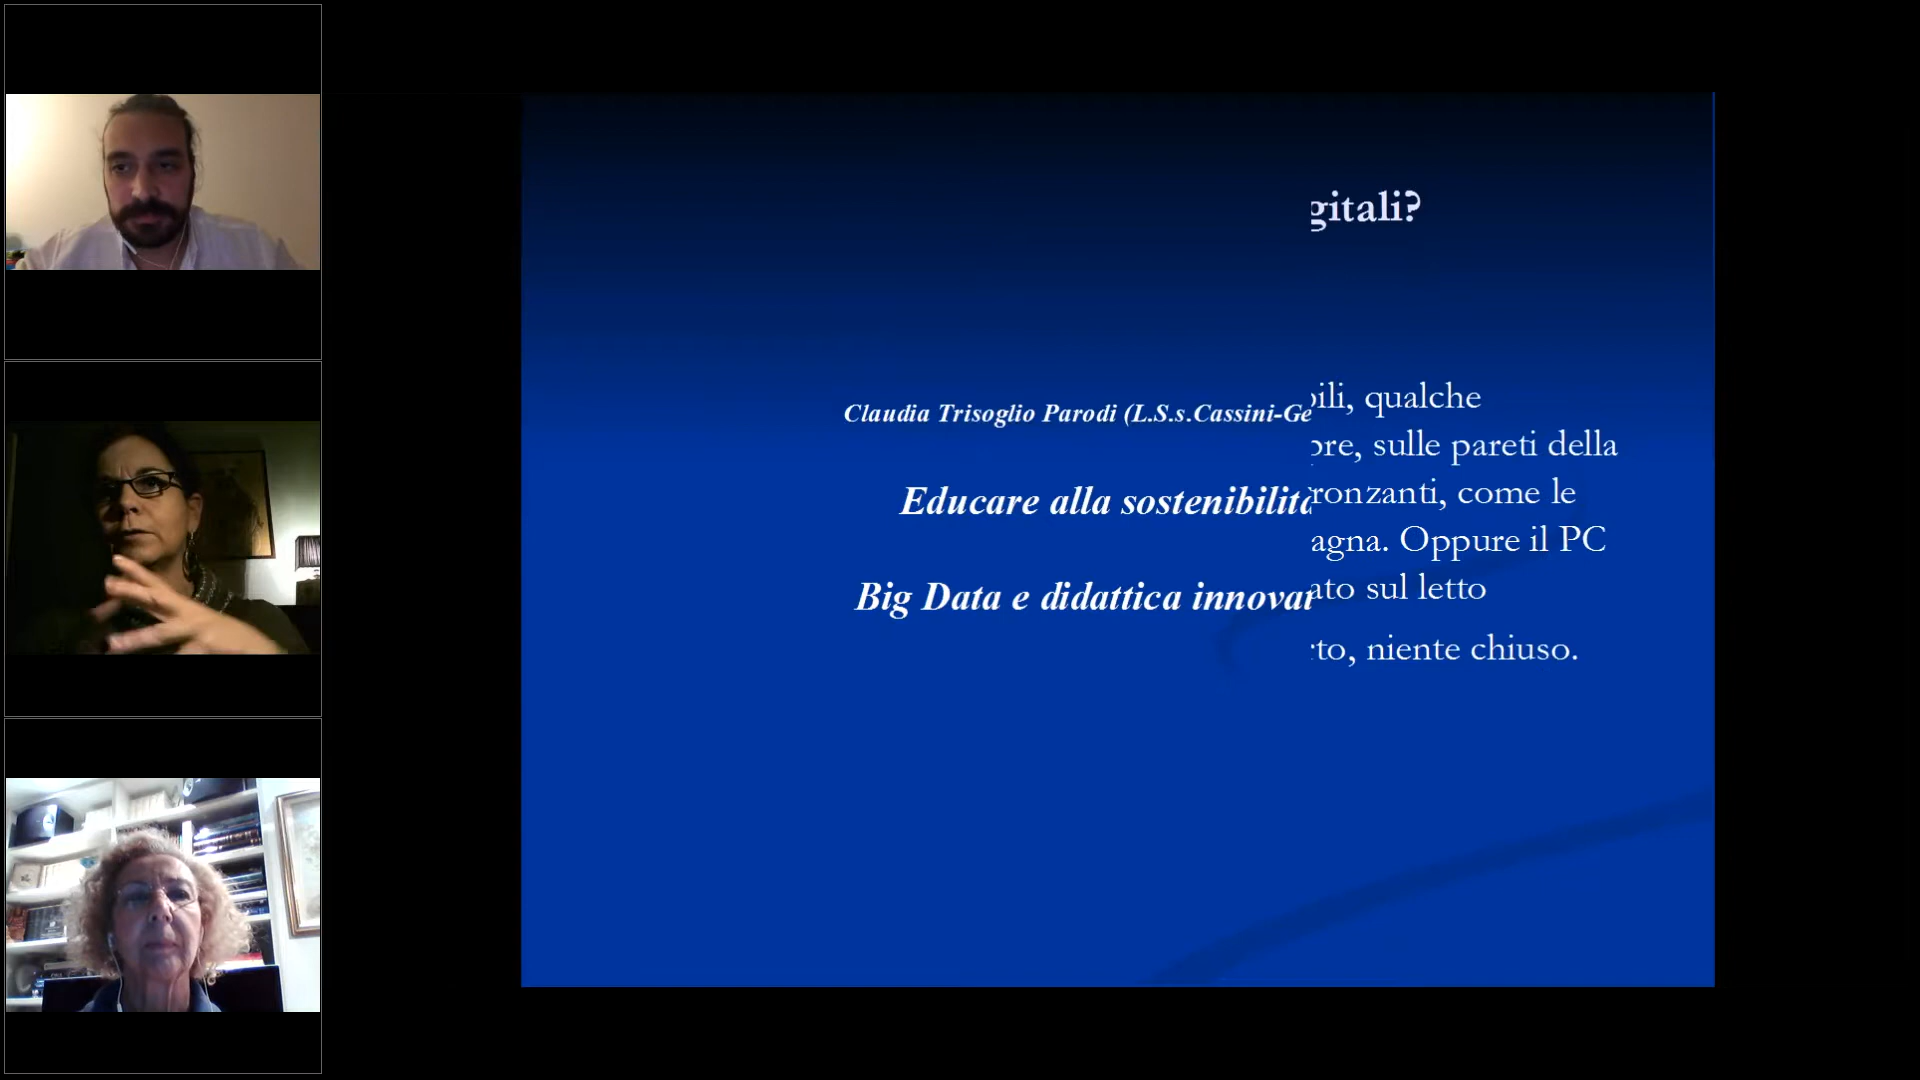 gitali?
Claudia Trisoglio Parodi (L.S.s.Cassini-Ge
Educare alla sostenibilità
Big Data e didattica innovat
ili, qualche
ore, sulle pareti della
ronzanti, come le
agna. Oppure il PC
ato sul letto
to, niente chiuso.